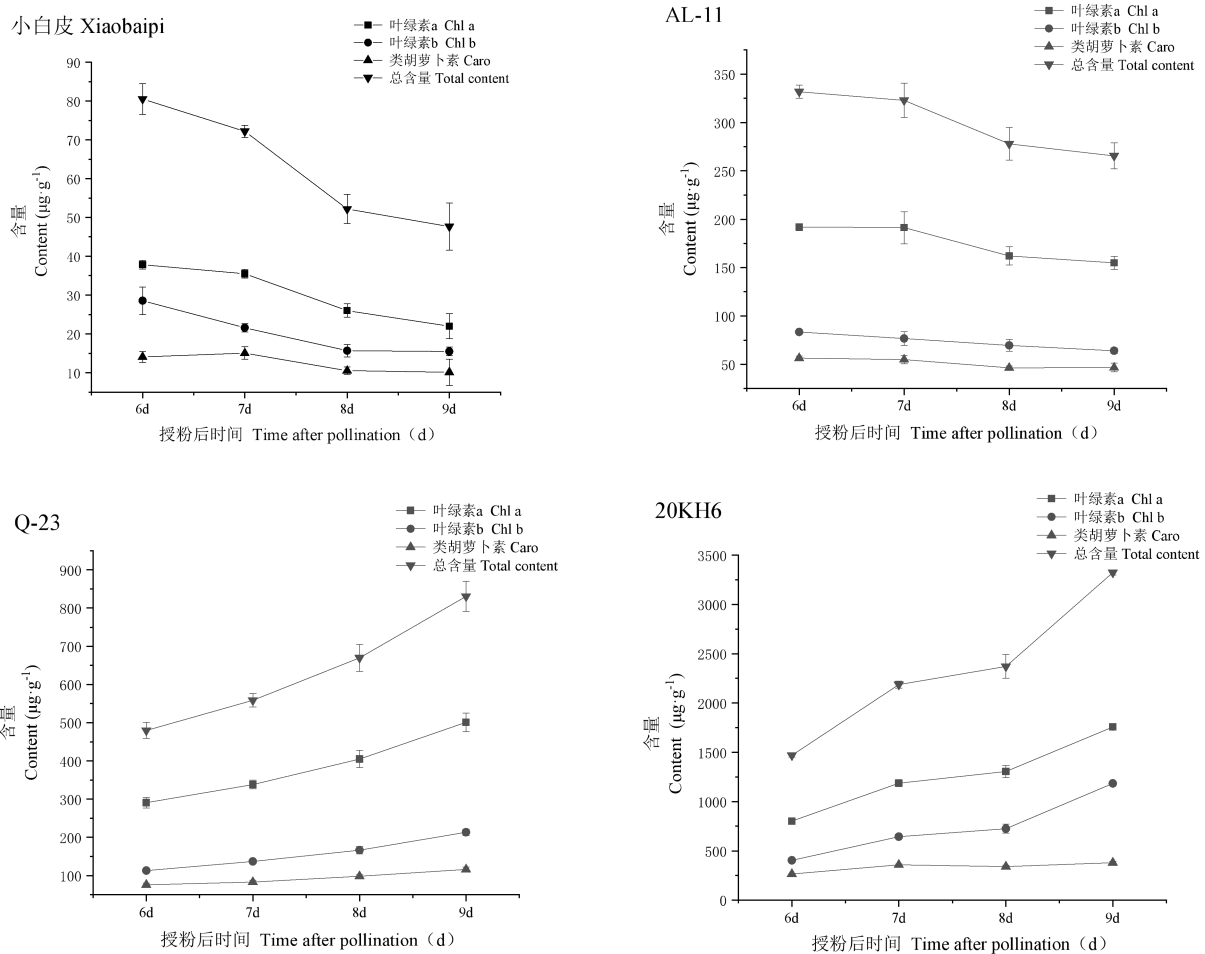 小白皮 Xiaobaipi
叶绿素a Chl a
叶绿素b Chl b
类胡萝卜素 Caro
总含量 Total content
90
80
70
60
50
40
30
20
10
含量
Content (μg·g-1)
6d 7d 8d 9d
授粉后时间 Time after pollination（d）
AL-11
叶绿素a Chl a
叶绿素b Chl b
类胡萝卜素 Caro
总含量 Total content
350
300
250
200
150
100
50
含量
Content (μg·g-1)
6d 7d 8d 9d
授粉后时间 Time after pollination（d）
Q-23
叶绿素a Chl a
叶绿素b Chl b
类胡萝卜素 Caro
总含量 Total content
900
800
700
600
500
400
300
200
100
含量
Content (μg·g-1)
6d 7d 8d 9d
授粉后时间 Time after pollination（d）
20KH6
叶绿素a Chl a
叶绿素b Chl b
类胡萝卜素 Caro
总含量 Total content
3500
3000
2500
2000
1500
1000
500
0
含量
Content (μg·g-1)
6d 7d 8d 9d
授粉后时间 Time after pollination（d）